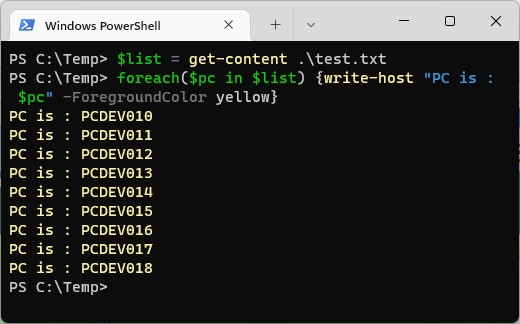 Windows PowerShell
PS C:\Temp> $list = get-content .\test.txt
PS C:\Temp> foreach($pc in $list) {write-host "PC is :
 $pc" -ForegroundColor yellow}
PC is : PCDEV010
PC is : PCDEV011
PC is : PCDEV012
PC is : PCDEV013
PC is : PCDEV014
PC is : PCDEV015
PC is : PCDEV016
PC is : PCDEV017
PC is : PCDEV018
PS C:\Temp>